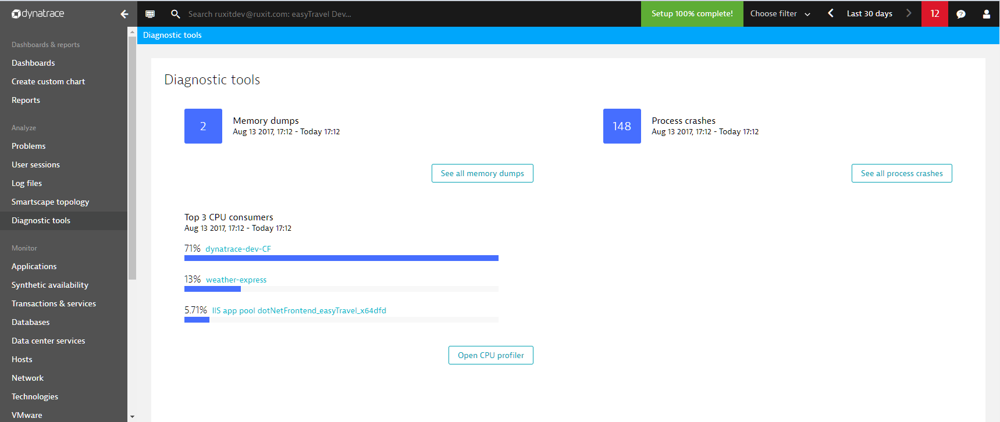 dynatrace
Search ruxitdev@ruxit.com: easyTravel Dev...
Setup 100% complete!
Choose filter
Last 30 days
12
Diagnostic tools
Dashboards & reports
Dashboards
Create custom chart
Reports
Analyze
Problems
User sessions
Log files
Smartscape topology
Diagnostic tools
Monitor
Applications
Synthetic availability
Transactions & services
Databases
Data center services
Hosts
Network
Technologies
VMware
Diagnostic tools
2
Memory dumps
Aug 13 2017, 17:12 - Today 17:12
See all memory dumps
148
Process crashes
Aug 13 2017, 17:12 - Today 17:12
See all process crashes
Top 3 CPU consumers
Aug 13 2017, 17:12 - Today 17:12
71% dynatrace-dev-CF
13% weather-express
5.71% IIS app pool dotNetFrontend_easyTravel_x64dfd
Open CPU profiler